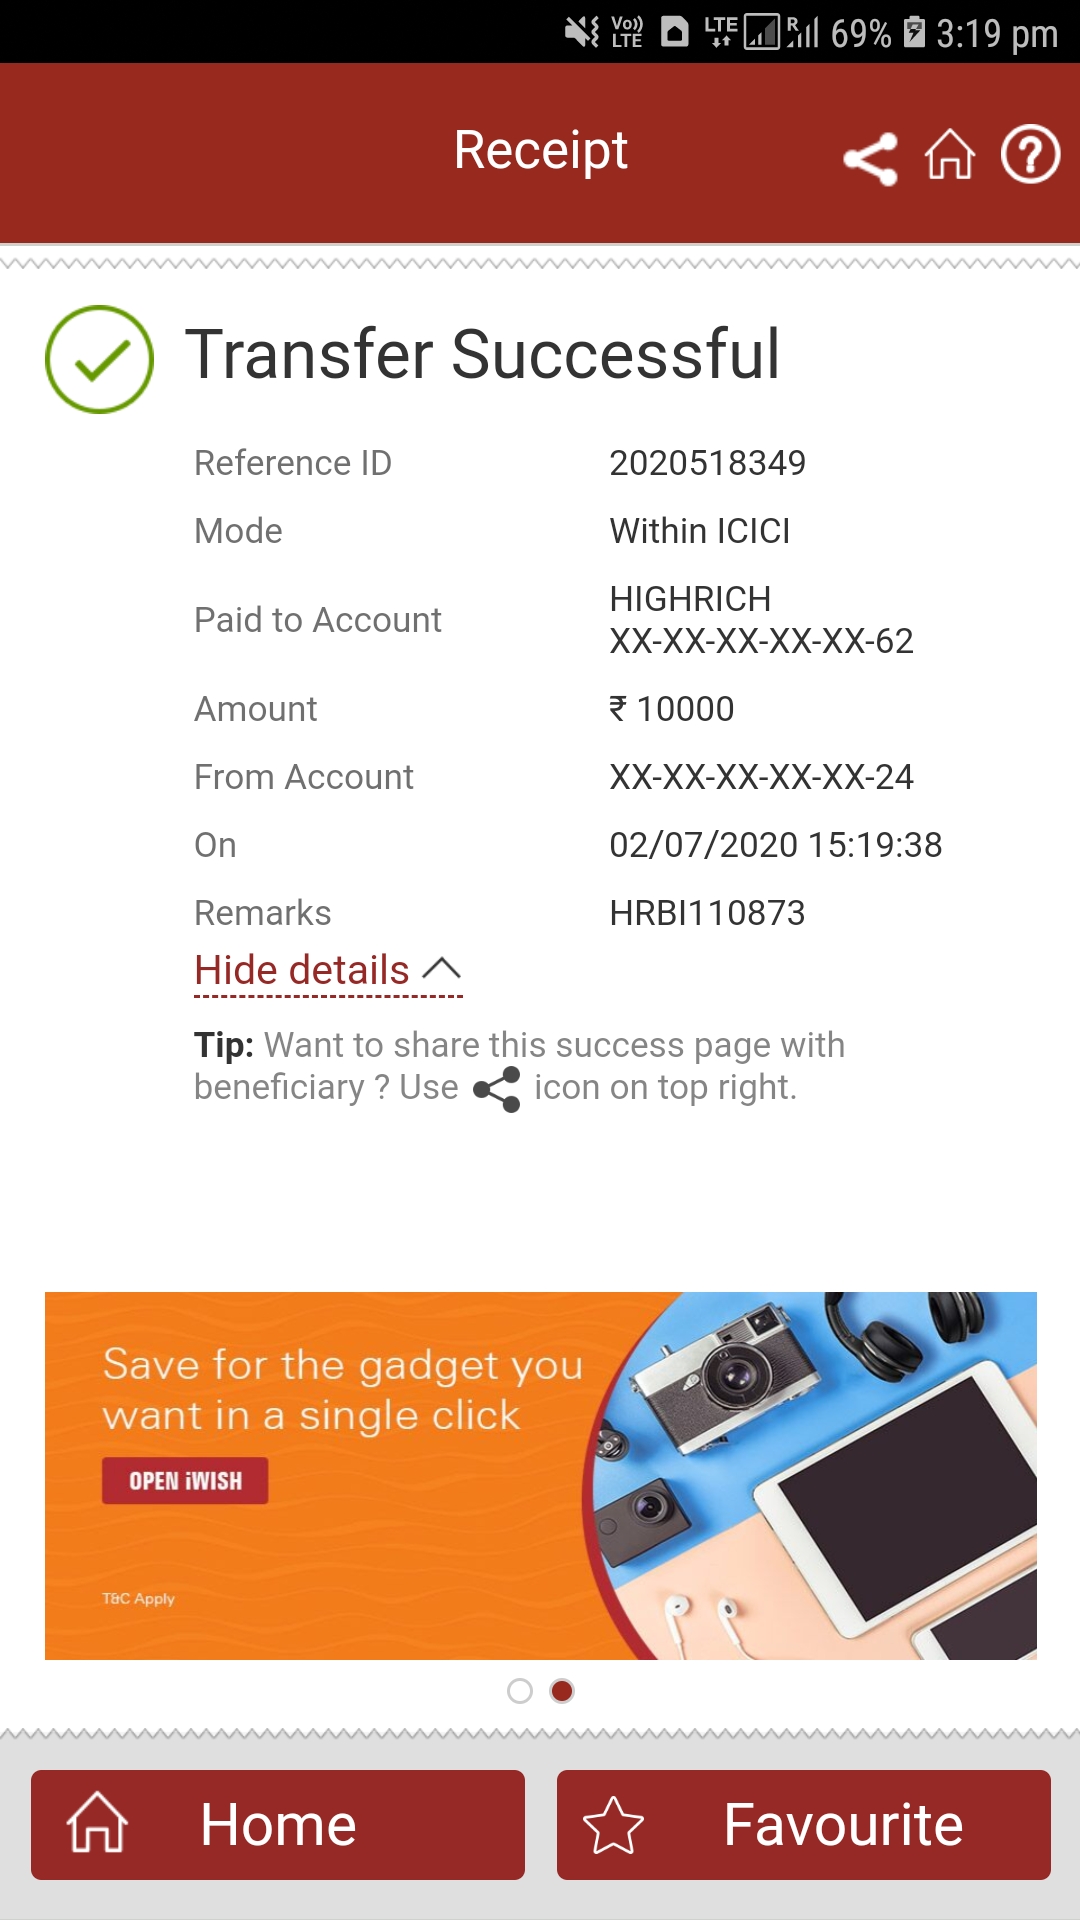 Vo)) LTE LTE R 69% 3:19 pm
Receipt
Transfer Successful
Reference ID 2020518349
Mode Within ICICI
Paid to Account HIGHRICH
XX-XX-XX-XX-XX-62
Amount ₹ 10000
From Account XX-XX-XX-XX-XX-24
On 02/07/2020 15:19:38
Remarks HRBI110873
Hide details
Tip: Want to share this success page with
beneficiary ? Use icon on top right.
Save for the gadget you
want in a single click
OPEN iWISH
T&C Apply
Home Favourite